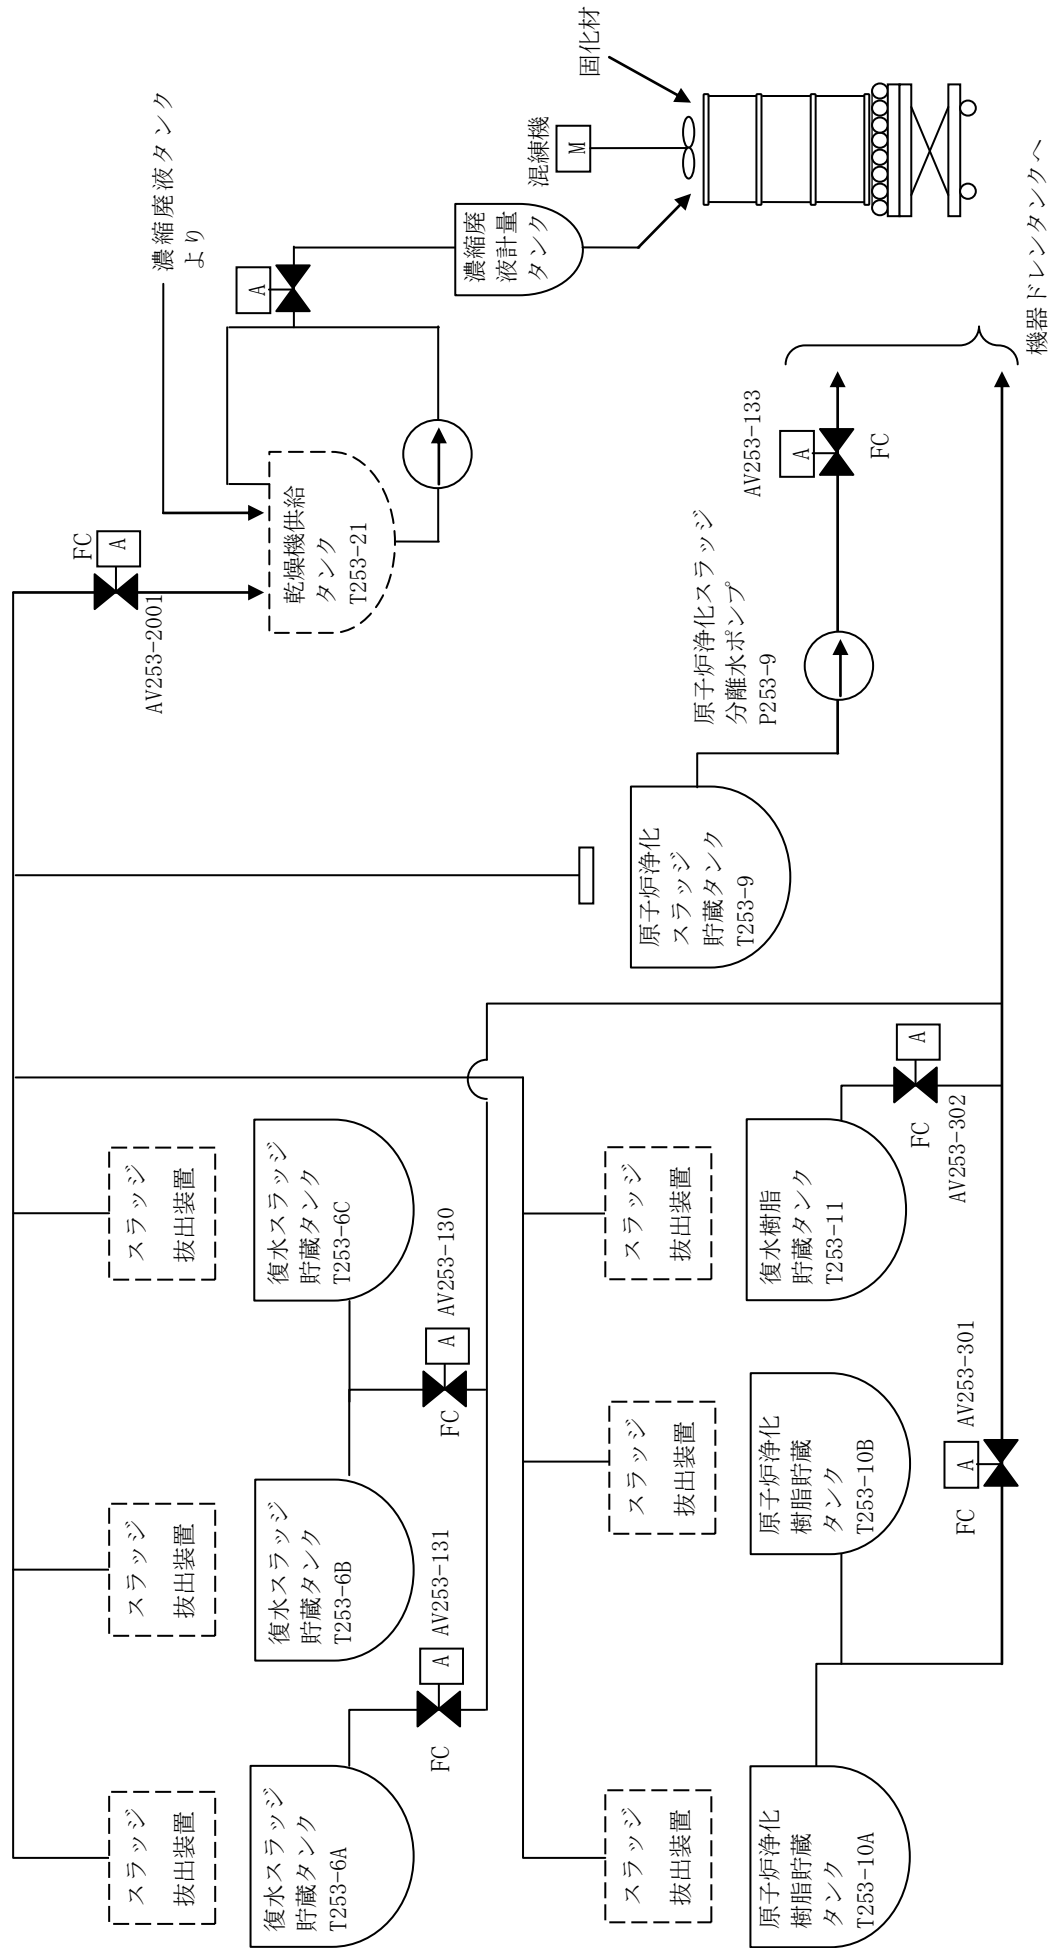 スラッジ
抜出装置
スラッジ
抜出装置
スラッジ
抜出装置
復水スラッジ
貯蔵タンク
T253-6A
復水スラッジ
貯蔵タンク
T253-6B
復水スラッジ
貯蔵タンク
T253-6C
FC
A
AV253-131
FC
A
AV253-130
スラッジ
抜出装置
スラッジ
抜出装置
スラッジ
抜出装置
原子炉浄化
樹脂貯蔵
タンク
T253-10A
原子炉浄化
樹脂貯蔵
タンク
T253-10B
復水樹脂
貯蔵タンク
T253-11
FC
A
AV253-301
FC
A
AV253-302
原子炉浄化
スラッジ
貯蔵タンク
T253-9
原子炉浄化スラッジ
分離水ポンプ
P253-9
AV253-133
A
FC
機器ドレンタンクへ
FC
A
AV253-2001
濃縮廃液タンク
より
乾燥機供給
タンク
T253-21
A
濃縮廃
液計量
タンク
混練機
M
固化材